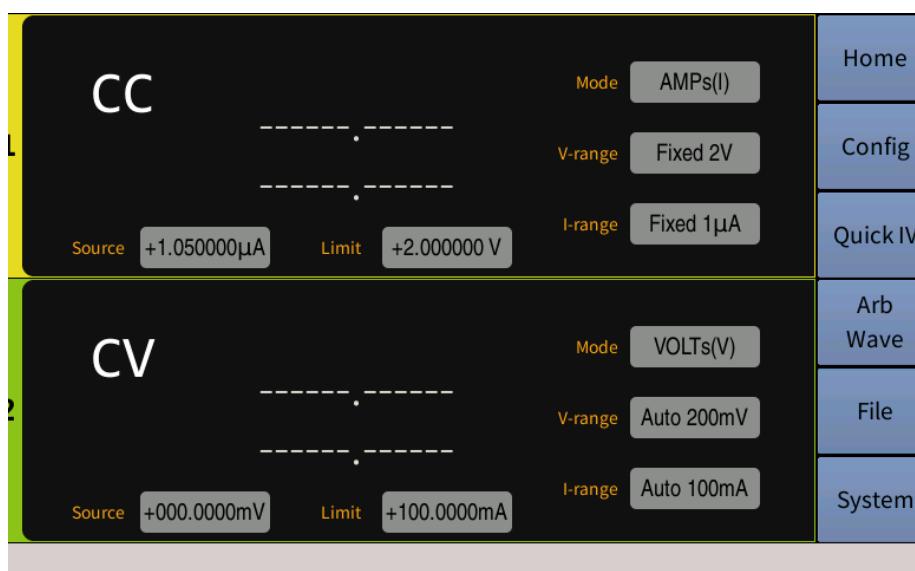 1
CC
------.------
------.------
Mode AMPs(I)
V-range Fixed 2V
I-range Fixed 1µA
Source +1.050000µA Limit +2.000000 V
2
CV
------.------
------.------
Mode VOLTs(V)
V-range Auto 200mV
I-range Auto 100mA
Source +000.0000mV Limit +100.0000mA
Home
Config
Quick IV
Arb
Wave
File
System